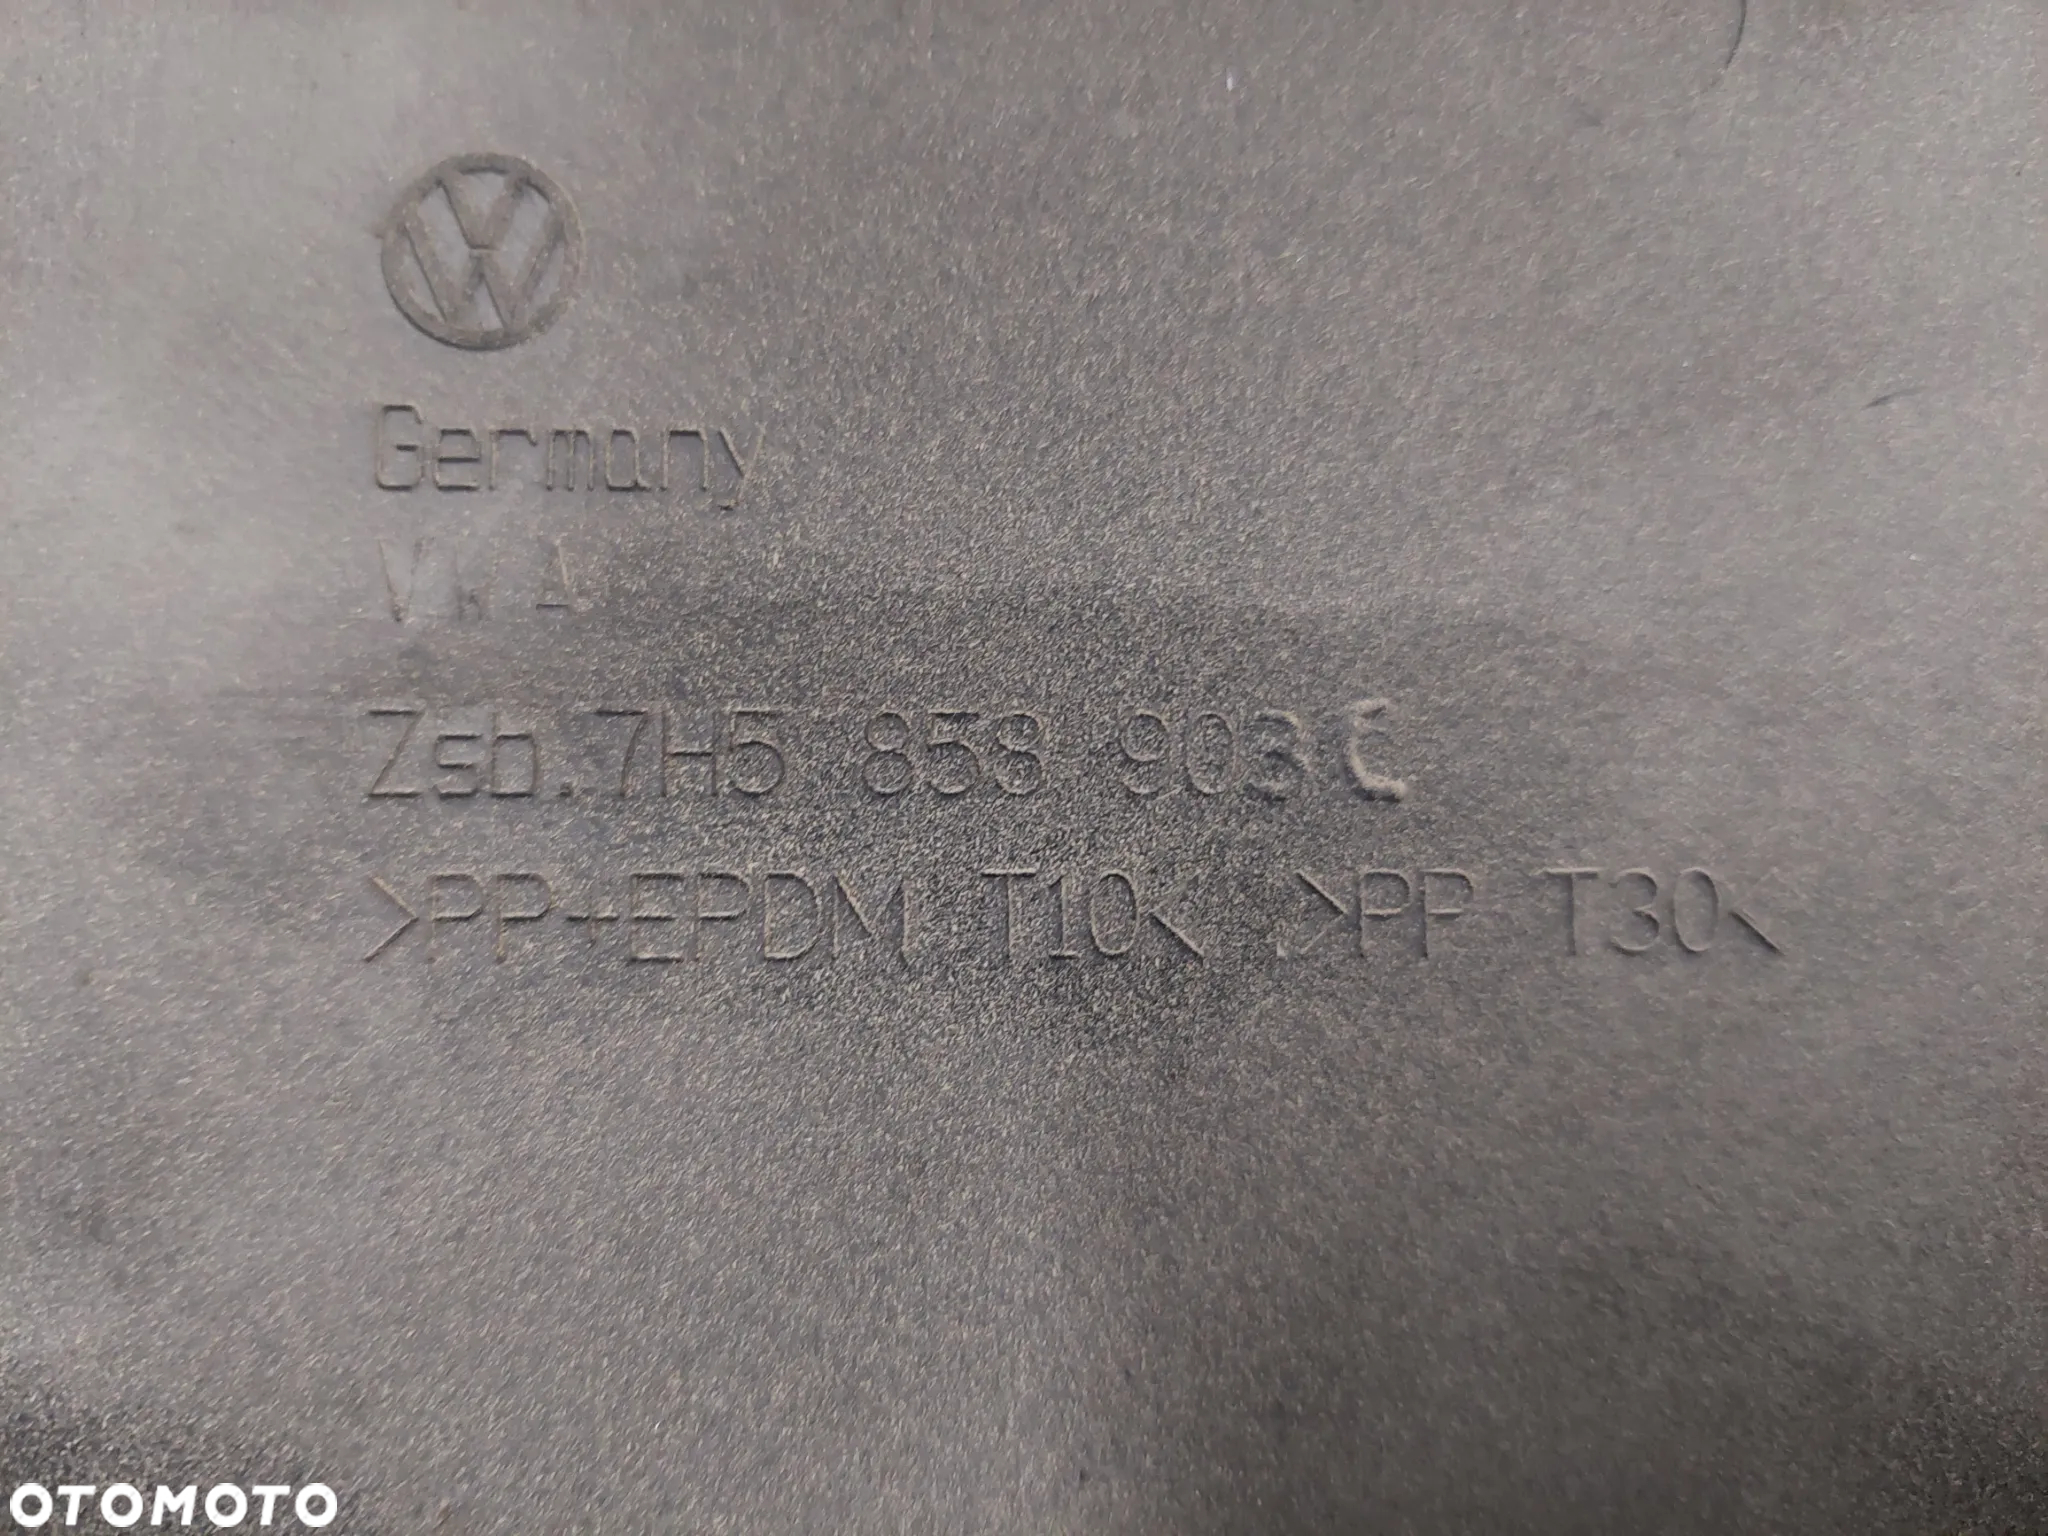 Germany
Zsb. 7H5 858 903 C
>PP+EPDM T10< >PP T30<
OTOMOTO